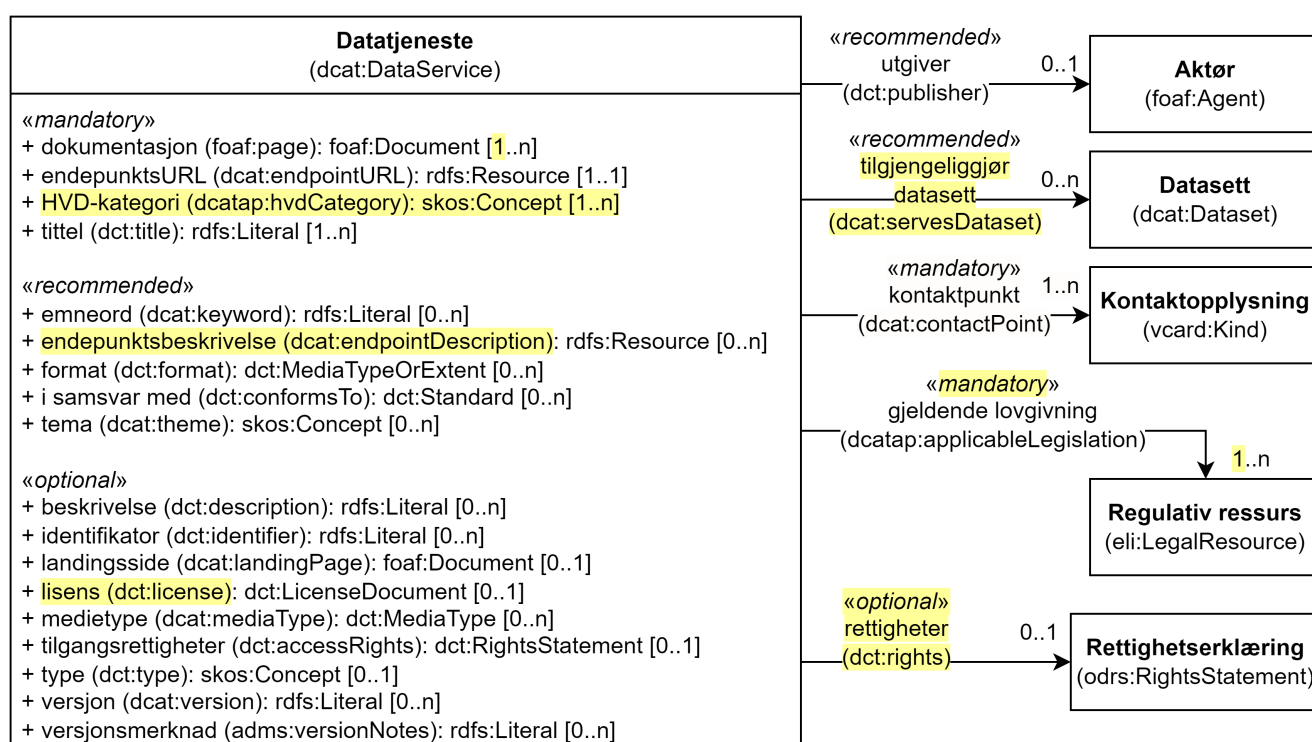 Datatjeneste
(dcat:DataService)
«mandatory»
+ dokumentasjon (foaf:page): foaf:Document [1..n]
+ endepunktsURL (dcat:endpointURL): rdfs:Resource [1..1]
+ HVD-kategori (dcatap:hvdCategory): skos:Concept [1..n]
+ tittel (dct:title): rdfs:Literal [1..n]
«recommended»
+ emneord (dcat:keyword): rdfs:Literal [0..n]
+ endepunktsbeskrivelse (dcat:endpointDescription): rdfs:Resource [0..n]
+ format (dct:format): dct:MediaTypeOrExtent [0..n]
+ i samsvar med (dct:conformsTo): dct:Standard [0..n]
+ tema (dcat:theme): skos:Concept [0..n]
«optional»
+ beskrivelse (dct:description): rdfs:Literal [0..n]
+ identifikator (dct:identifier): rdfs:Literal [0..n]
+ landingsside (dcat:landingPage): foaf:Document [0..1]
+ lisens (dct:license): dct:LicenseDocument [0..1]
+ medietype (dcat:mediaType): dct:MediaType [0..n]
+ tilgangsrettigheter (dct:accessRights): dct:RightsStatement [0..1]
+ type (dct:type): skos:Concept [0..1]
+ versjon (dcat:version): rdfs:Literal [0..n]
+ versjonsmerknad (adms:versionNotes): rdfs:Literal [0..n]
«recommended»
utgiver
(dct:publisher)
0..1
Aktør
(foaf:Agent)
«recommended»
tilgjengeliggjør
datasett
(dcat:servesDataset)
0..n
Datasett
(dcat:Dataset)
«mandatory»
kontaktpunkt
(dcat:contactPoint)
1..n
Kontaktopplysning
(vcard:Kind)
«mandatory»
gjeldende lovgivning
(dcatap:applicableLegislation)
1..n
Regulativ ressurs
(eli:LegalResource)
«optional»
rettigheter
(dct:rights)
0..1
Rettighetserklæring
(odrs:RightsStatement)